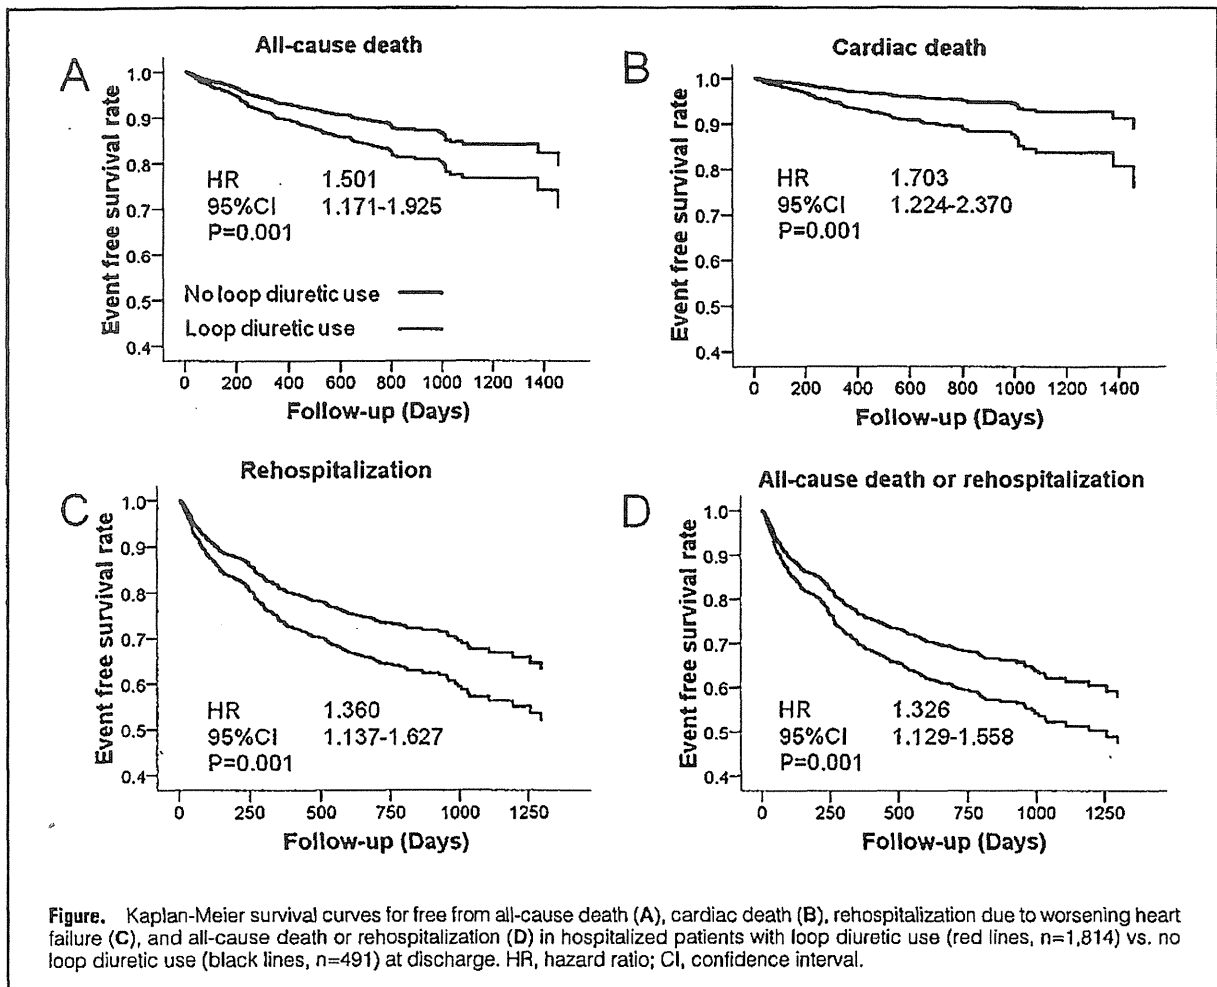 All-cause death
A
1.0
0.9
0.8
0.7
0.6
0.5
0.4
Event free survival rate
HR 1.501
95%CI 1.171-1.925
P=0.001
No loop diuretic use
Loop diuretic use
0 200 400 600 800 1000 1200 1400
Follow-up (Days)
Cardiac death
B
1.0
0.9
0.8
0.7
0.6
0.5
0.4
Event free survival rate
HR 1.703
95%CI 1.224-2.370
P=0.001
0 200 400 600 800 1000 1200 1400
Follow-up (Days)
Rehospitalization
C
1.0
0.9
0.8
0.7
0.6
0.5
0.4
Event free survival rate
HR 1.360
95%CI 1.137-1.627
P=0.001
0 250 500 750 1000 1250
Follow-up (Days)
All-cause death or rehospitalization
D
1.0
0.9
0.8
0.7
0.6
0.5
0.4
Event free survival rate
HR 1.326
95%CI 1.129-1.558
P=0.001
0 250 500 750 1000 1250
Follow-up (Days)
Figure. Kaplan-Meier survival curves for free from all-cause death (A), cardiac death (B), rehospitalization due to worsening heart
failure (C), and all-cause death or rehospitalization (D) in hospitalized patients with loop diuretic use (red lines, n=1,814) vs. no
loop diuretic use (black lines, n=491) at discharge. HR, hazard ratio; CI, confidence interval.